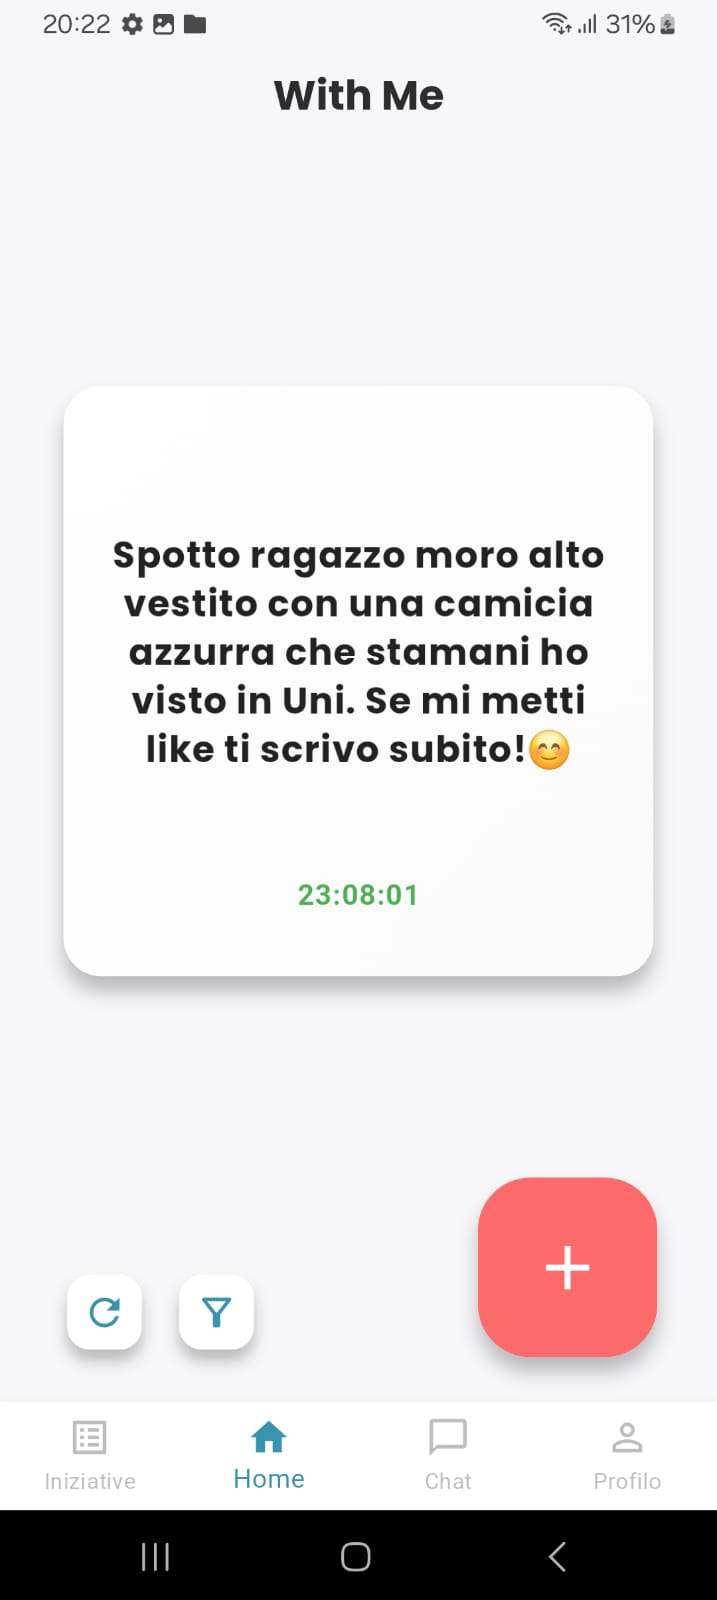 20:22 31%
With Me
Spotto ragazzo moro alto
vestito con una camicia
azzurra che stamani ho
visto in Uni. Se mi metti
like ti scrivo subito!😊
23:08:01
Iniziative Home Chat Profilo